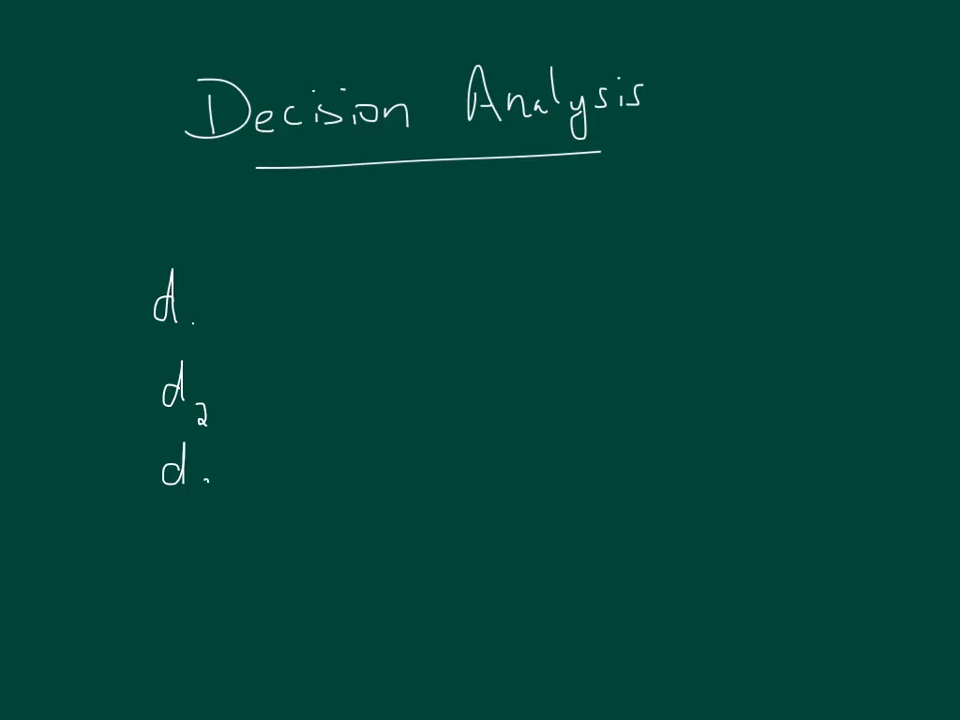 Decision Analysis
d.
d₂
d.